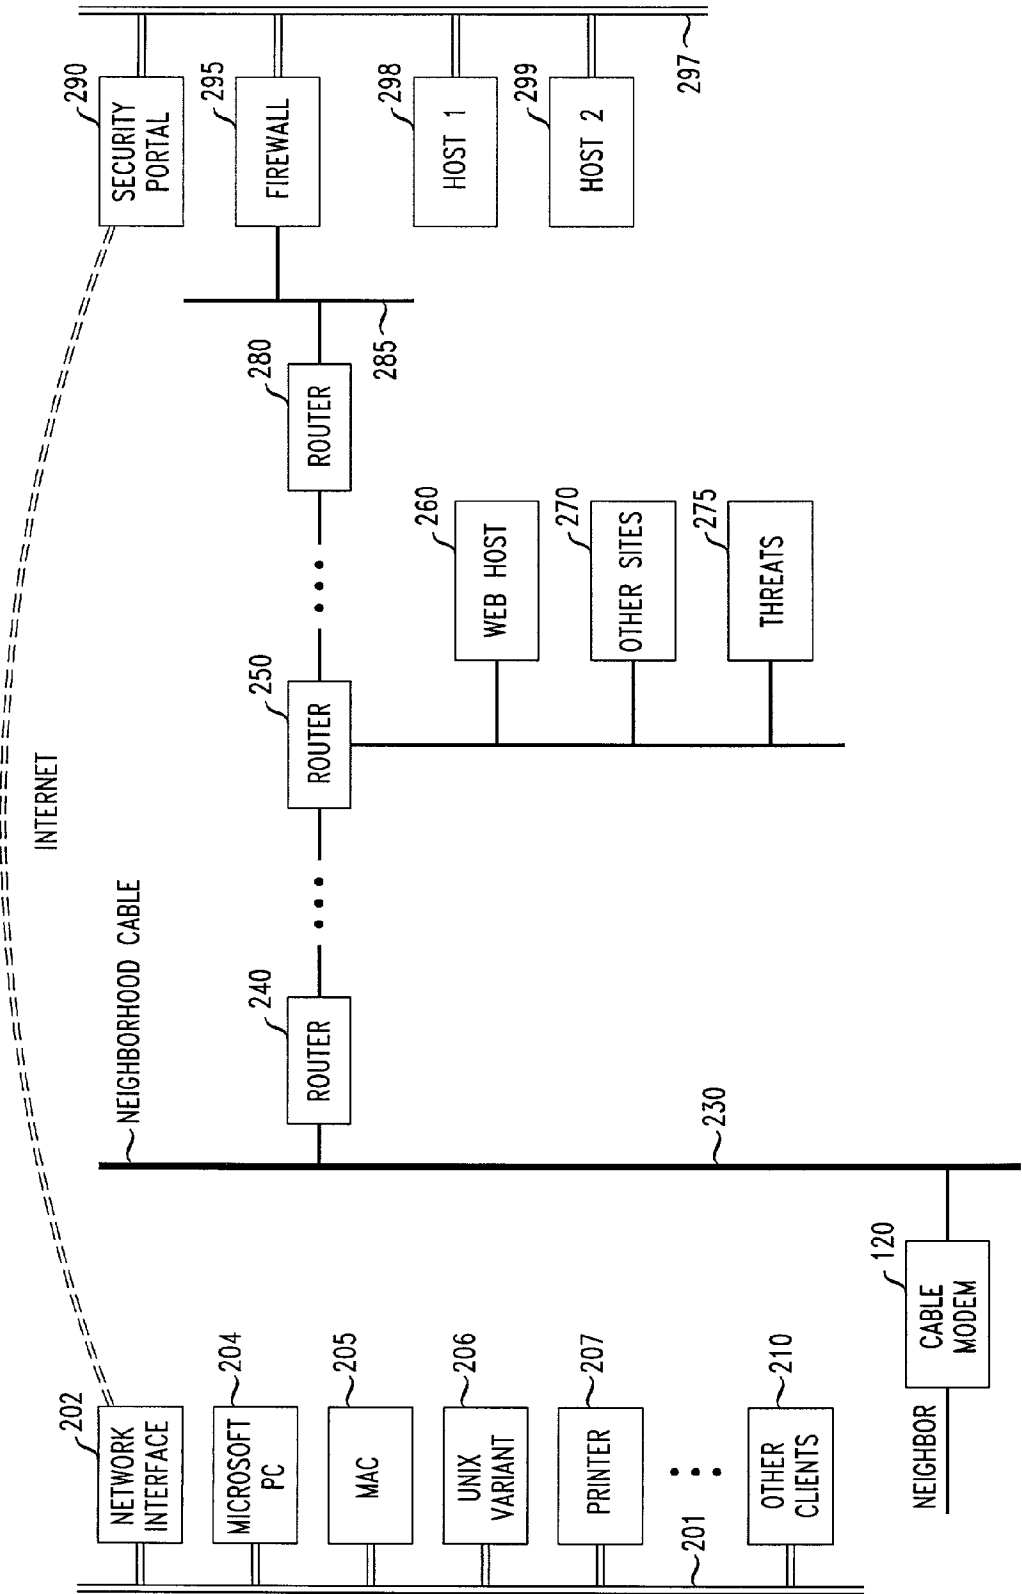 290
SECURITY
PORTAL
295
FIREWALL
298
HOST 1
299
HOST 2
297
285
280
ROUTER
INTERNET
250
ROUTER
260
WEB HOST
270
OTHER SITES
275
THREATS
NEIGHBORHOOD CABLE
240
ROUTER
230
202
NETWORK
INTERFACE
204
MICROSOFT
PC
205
MAC
206
UNIX
VARIANT
207
PRINTER
210
OTHER
CLIENTS
201
120
CABLE
MODEM
NEIGHBOR